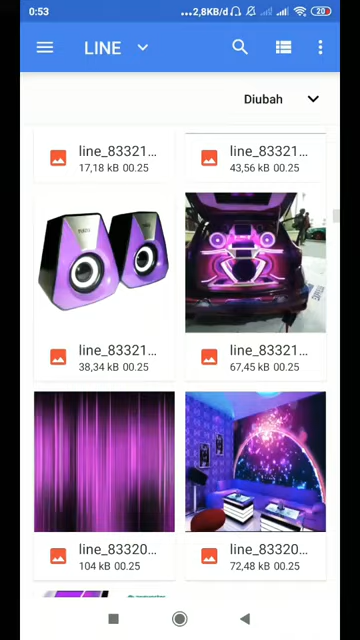 0:53
...2,8KB/d
20
LINE
Diubah
line_83321...
17,18 kB 00.25
line_83321...
43,56 kB 00.25
line_83321...
38,34 kB 00.25
line_83321...
67,45 kB 00.25
line_83320...
104 kB 00.25
line_83320...
72,48 kB 00.25